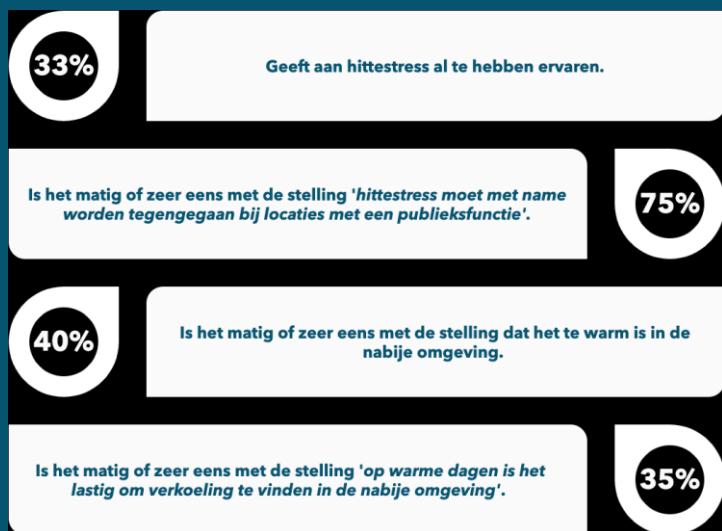 33%
Geeft aan hittestress al te hebben ervaren.
Is het matig of zeer eens met de stelling 'hittestress moet met name
worden tegengegaan bij locaties met een publieksfunctie'.
75%
40%
Is het matig of zeer eens met de stelling dat het te warm is in de
nabije omgeving.
Is het matig of zeer eens met de stelling 'op warme dagen is het
lastig om verkoeling te vinden in de nabije omgeving'.
35%